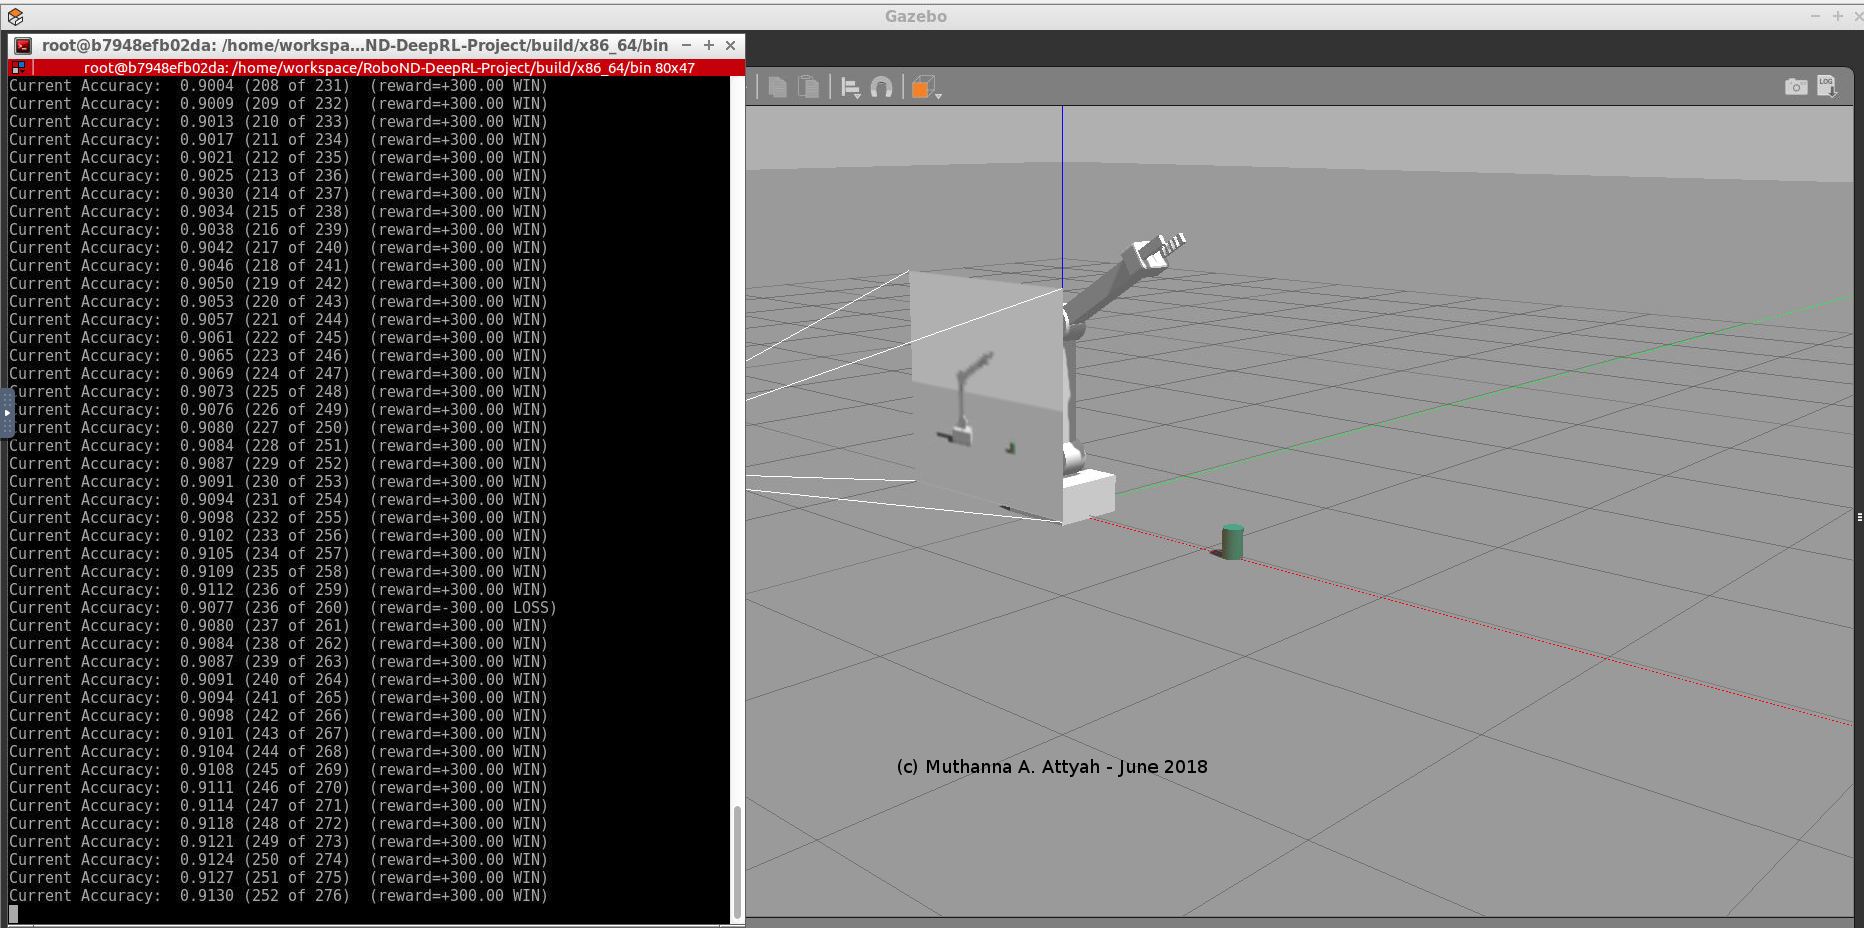 Gazebo
root@b7948efb02da: /home/workspa...ND-DeepRL-Project/build/x86_64/bin
root@b7948efb02da: /home/workspace/RoboND-DeepRL-Project/build/x86_64/bin 80x47
Current Accuracy:  0.9004 (208 of 231)  (reward=+300.00 WIN)
Current Accuracy:  0.9009 (209 of 232)  (reward=+300.00 WIN)
Current Accuracy:  0.9013 (210 of 233)  (reward=+300.00 WIN)
Current Accuracy:  0.9017 (211 of 234)  (reward=+300.00 WIN)
Current Accuracy:  0.9021 (212 of 235)  (reward=+300.00 WIN)
Current Accuracy:  0.9025 (213 of 236)  (reward=+300.00 WIN)
Current Accuracy:  0.9030 (214 of 237)  (reward=+300.00 WIN)
Current Accuracy:  0.9034 (215 of 238)  (reward=+300.00 WIN)
Current Accuracy:  0.9038 (216 of 239)  (reward=+300.00 WIN)
Current Accuracy:  0.9042 (217 of 240)  (reward=+300.00 WIN)
Current Accuracy:  0.9046 (218 of 241)  (reward=+300.00 WIN)
Current Accuracy:  0.9050 (219 of 242)  (reward=+300.00 WIN)
Current Accuracy:  0.9053 (220 of 243)  (reward=+300.00 WIN)
Current Accuracy:  0.9057 (221 of 244)  (reward=+300.00 WIN)
Current Accuracy:  0.9061 (222 of 245)  (reward=+300.00 WIN)
Current Accuracy:  0.9065 (223 of 246)  (reward=+300.00 WIN)
Current Accuracy:  0.9069 (224 of 247)  (reward=+300.00 WIN)
Current Accuracy:  0.9073 (225 of 248)  (reward=+300.00 WIN)
urrent Accuracy:  0.9076 (226 of 249)  (reward=+300.00 WIN)
urrent Accuracy:  0.9080 (227 of 250)  (reward=+300.00 WIN)
Current Accuracy:  0.9084 (228 of 251)  (reward=+300.00 WIN)
Current Accuracy:  0.9087 (229 of 252)  (reward=+300.00 WIN)
Current Accuracy:  0.9091 (230 of 253)  (reward=+300.00 WIN)
Current Accuracy:  0.9094 (231 of 254)  (reward=+300.00 WIN)
Current Accuracy:  0.9098 (232 of 255)  (reward=+300.00 WIN)
Current Accuracy:  0.9102 (233 of 256)  (reward=+300.00 WIN)
Current Accuracy:  0.9105 (234 of 257)  (reward=+300.00 WIN)
Current Accuracy:  0.9109 (235 of 258)  (reward=+300.00 WIN)
Current Accuracy:  0.9112 (236 of 259)  (reward=+300.00 WIN)
Current Accuracy:  0.9077 (236 of 260)  (reward=-300.00 LOSS)
Current Accuracy:  0.9080 (237 of 261)  (reward=+300.00 WIN)
Current Accuracy:  0.9084 (238 of 262)  (reward=+300.00 WIN)
Current Accuracy:  0.9087 (239 of 263)  (reward=+300.00 WIN)
Current Accuracy:  0.9091 (240 of 264)  (reward=+300.00 WIN)
Current Accuracy:  0.9094 (241 of 265)  (reward=+300.00 WIN)
Current Accuracy:  0.9098 (242 of 266)  (reward=+300.00 WIN)
Current Accuracy:  0.9101 (243 of 267)  (reward=+300.00 WIN)
Current Accuracy:  0.9104 (244 of 268)  (reward=+300.00 WIN)
Current Accuracy:  0.9108 (245 of 269)  (reward=+300.00 WIN)
Current Accuracy:  0.9111 (246 of 270)  (reward=+300.00 WIN)
Current Accuracy:  0.9114 (247 of 271)  (reward=+300.00 WIN)
Current Accuracy:  0.9118 (248 of 272)  (reward=+300.00 WIN)
Current Accuracy:  0.9121 (249 of 273)  (reward=+300.00 WIN)
Current Accuracy:  0.9124 (250 of 274)  (reward=+300.00 WIN)
Current Accuracy:  0.9127 (251 of 275)  (reward=+300.00 WIN)
Current Accuracy:  0.9130 (252 of 276)  (reward=+300.00 WIN)
LOG
(c) Muthanna A. Attyah - June 2018